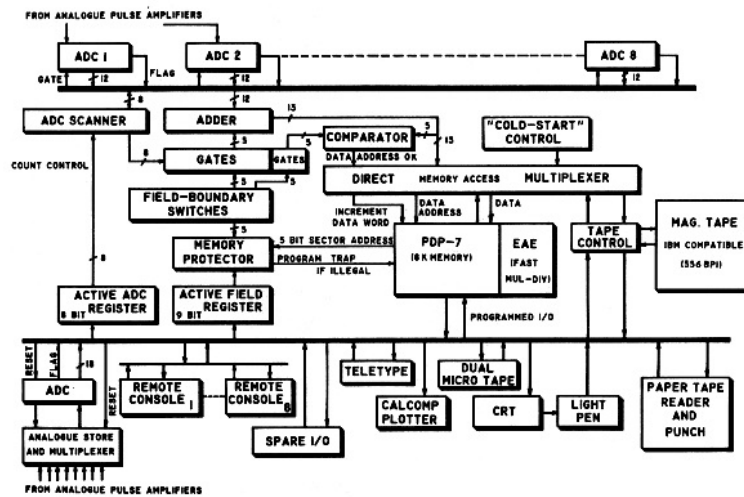 FROM ANALOGUE PULSE AMPLIFIERS
ADC 1
ADC 2
ADC 8
GATE
12
FLAG
12
12
8
12
ADC SCANNER
ADDER
13
COUNT CONTROL
8
5
GATES
GATES
5
COMPARATOR
5
13
"COLD-START"
CONTROL
DATA ADDRESS OK
DIRECT MEMORY ACCESS MULTIPLEXER
5
5
FIELD-BOUNDARY
SWITCHES
INCREMENT
DATA WORD
DATA
ADDRESS
DATA
5
MEMORY
PROTECTOR
5 BIT SECTOR ADDRESS
PROGRAM TRAP
IF ILLEGAL
PDP-7
(8K MEMORY)
EAE
(FAST
MUL-DIV)
TAPE
CONTROL
MAG. TAPE
IBM COMPATIBLE
(556 BPI)
8
ACTIVE ADC
REGISTER
8 BIT
ACTIVE FIELD
REGISTER
9 BIT
PROGRAMMED I/O
RESET
FLAG
18
RESET
ADC
REMOTE
CONSOLE 1
REMOTE
CONSOLE 8
TELETYPE
DUAL
MICRO TAPE
CALCOMP
PLOTTER
CRT
LIGHT
PEN
PAPER TAPE
READER
AND
PUNCH
ANALOGUE STORE
AND MULTIPLEXER
SPARE I/O
FROM ANALOGUE PULSE AMPLIFIERS